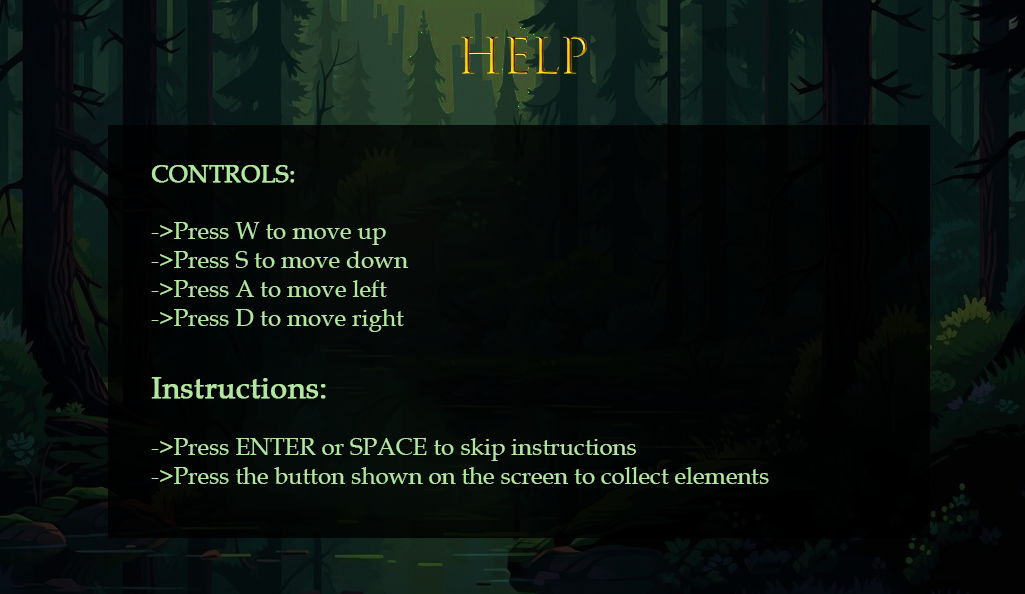 HELP
CONTROLS:
->Press W to move up
->Press S to move down
->Press A to move left
->Press D to move right
Instructions:
->Press ENTER or SPACE to skip instructions
->Press the button shown on the screen to collect elements